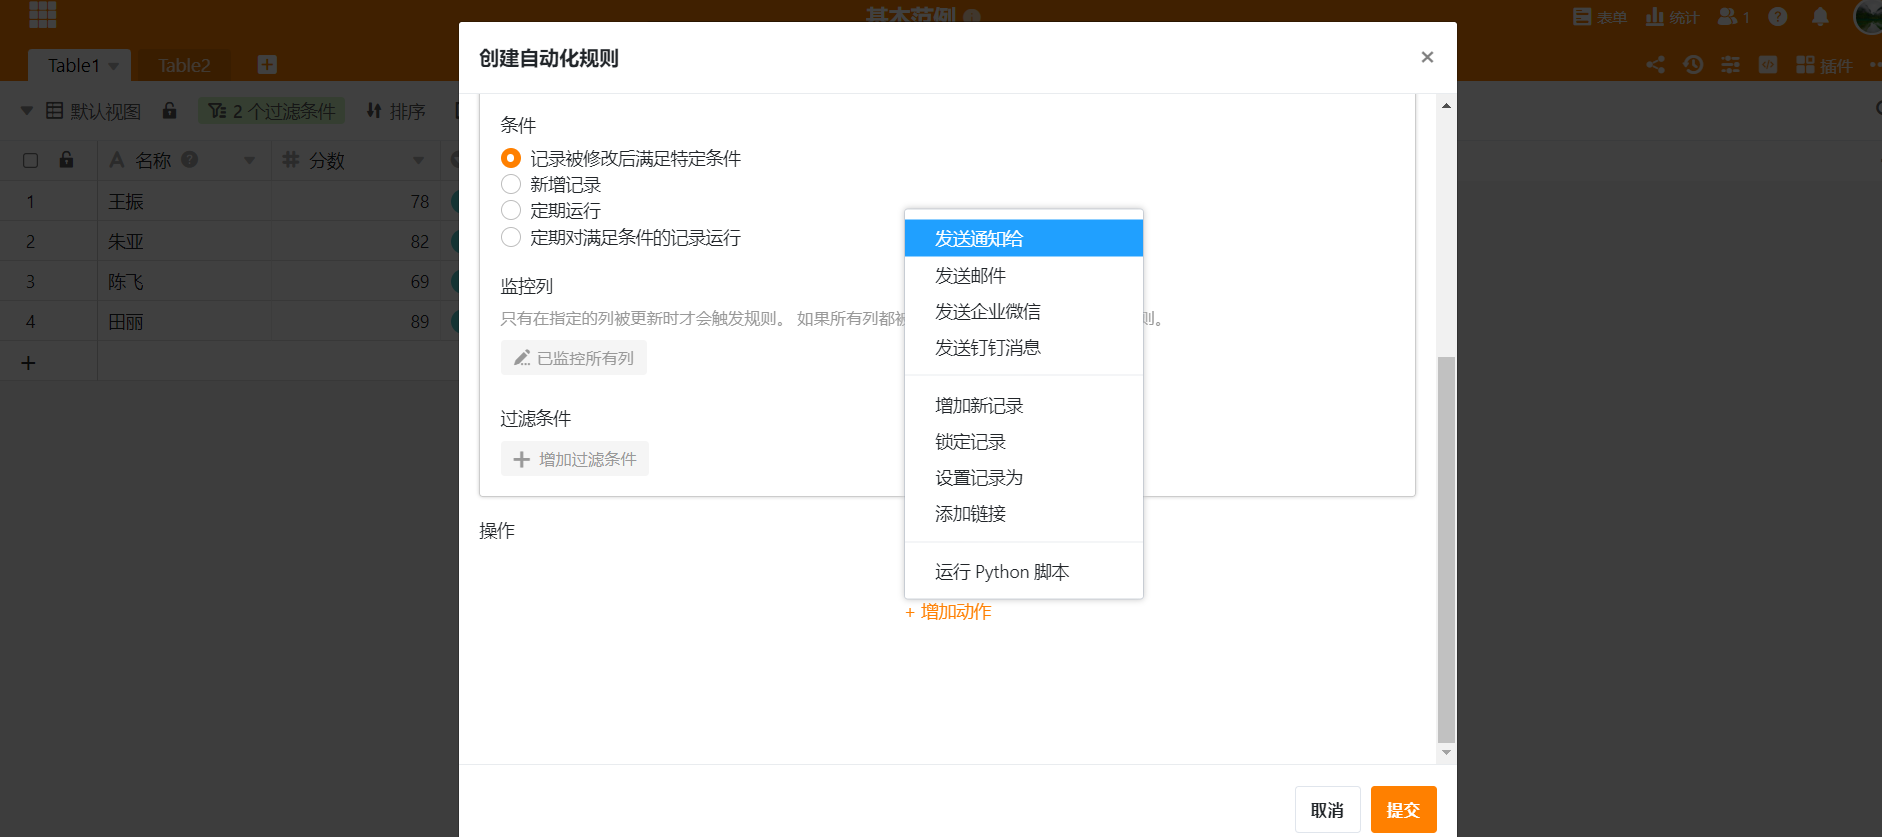 基本范例
表单
统计
1
Table1
Table2
插件
默认视图
2 个过滤条件
排序
名称
分数
1
王振
78
2
朱亚
82
3
陈飞
69
4
田丽
89
创建自动化规则
条件
记录被修改后满足特定条件
新增记录
定期运行
定期对满足条件的记录运行
监控列
只有在指定的列被更新时才会触发规则。 如果所有列都被
则。
已监控所有列
过滤条件
增加过滤条件
操作
发送通知给
发送邮件
发送企业微信
发送钉钉消息
增加新记录
锁定记录
设置记录为
添加链接
运行 Python 脚本
+ 增加动作
取消
提交